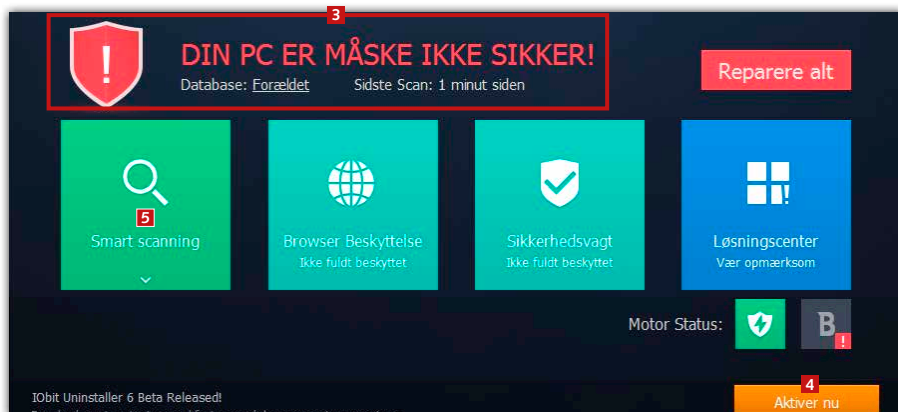 3
DIN PC ER MÅSKE IKKE SIKKER!
Database: Forældet Sidste Scan: 1 minut siden
Reparere alt
5
Smart scanning
Browser Beskyttelse
Ikke fuldt beskyttet
Sikkerhedsvagt
Ikke fuldt beskyttet
Løsningscenter
Vær opmærksom
Motor Status:
B
!
IObit Uninstaller 6 Beta Released!
4
Aktiver nu